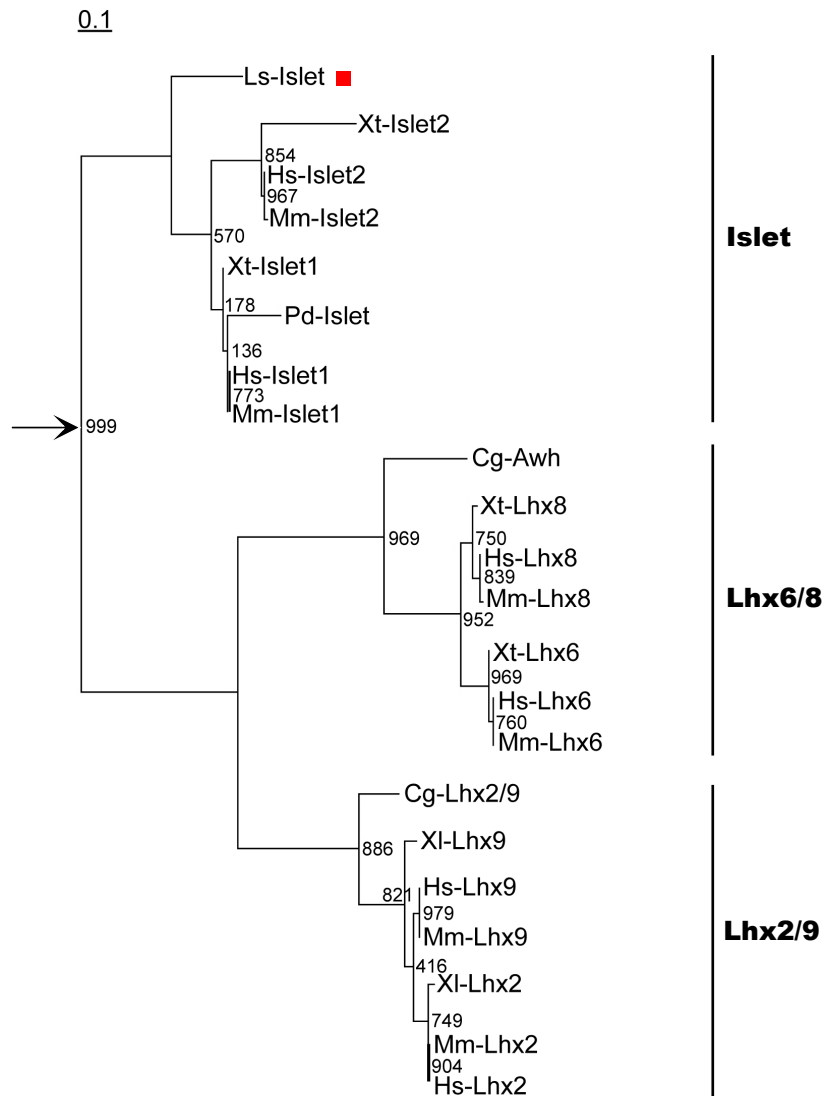 0.1
Ls-Islet
Xt-Islet2
854
Hs-Islet2
967
Mm-Islet2
570
Islet
Xt-Islet1
178
Pd-Islet
136
Hs-Islet1
773
Mm-Islet1
999
Cg-Awh
Xt-Lhx8
969
750
Hs-Lhx8
839
Mm-Lhx8
Lhx6/8
952
Xt-Lhx6
969
Hs-Lhx6
760
Mm-Lhx6
Cg-Lhx2/9
Xl-Lhx9
886
Hs-Lhx9
821
979
Mm-Lhx9
Lhx2/9
416
Xl-Lhx2
749
Mm-Lhx2
904
Hs-Lhx2